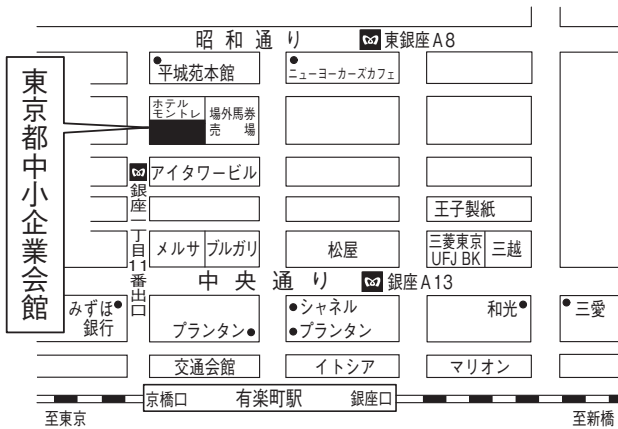 昭和通り
東銀座A8
平城苑本館
ニューヨーカーズカフェ
東京都中小企業会館
ホテル
モントレ
場外馬券
売場
アイタワービル
銀座一丁目11番出口
王子製紙
メルサ
ブルガリ
松屋
三菱東京
UFJ BK
三越
中央通り
銀座A13
みずほ
銀行
プランタン
シャネル
プランタン
和光
三愛
交通会館
イトシア
マリオン
京橋口
有楽町駅
銀座口
至東京
至新橋